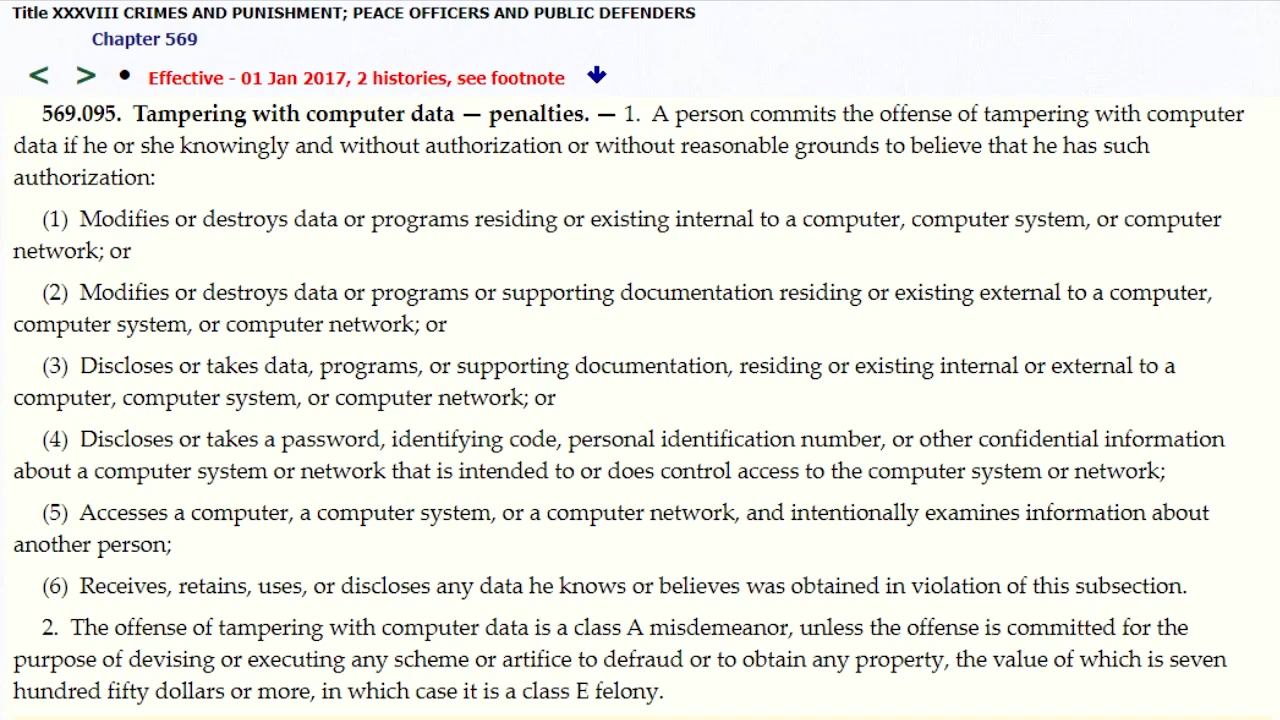 Title XXXVIII CRIMES AND PUNISHMENT; PEACE OFFICERS AND PUBLIC DEFENDERS
Chapter 569
< > • Effective - 01 Jan 2017, 2 histories, see footnote
569.095. Tampering with computer data — penalties. — 1. A person commits the offense of tampering with computer
data if he or she knowingly and without authorization or without reasonable grounds to believe that he has such
authorization:
(1) Modifies or destroys data or programs residing or existing internal to a computer, computer system, or computer
network; or
(2) Modifies or destroys data or programs or supporting documentation residing or existing external to a computer,
computer system, or computer network; or
(3) Discloses or takes data, programs, or supporting documentation, residing or existing internal or external to a
computer, computer system, or computer network; or
(4) Discloses or takes a password, identifying code, personal identification number, or other confidential information
about a computer system or network that is intended to or does control access to the computer system or network;
(5) Accesses a computer, a computer system, or a computer network, and intentionally examines information about
another person;
(6) Receives, retains, uses, or discloses any data he knows or believes was obtained in violation of this subsection.
2. The offense of tampering with computer data is a class A misdemeanor, unless the offense is committed for the
purpose of devising or executing any scheme or artifice to defraud or to obtain any property, the value of which is seven
hundred fifty dollars or more, in which case it is a class E felony.